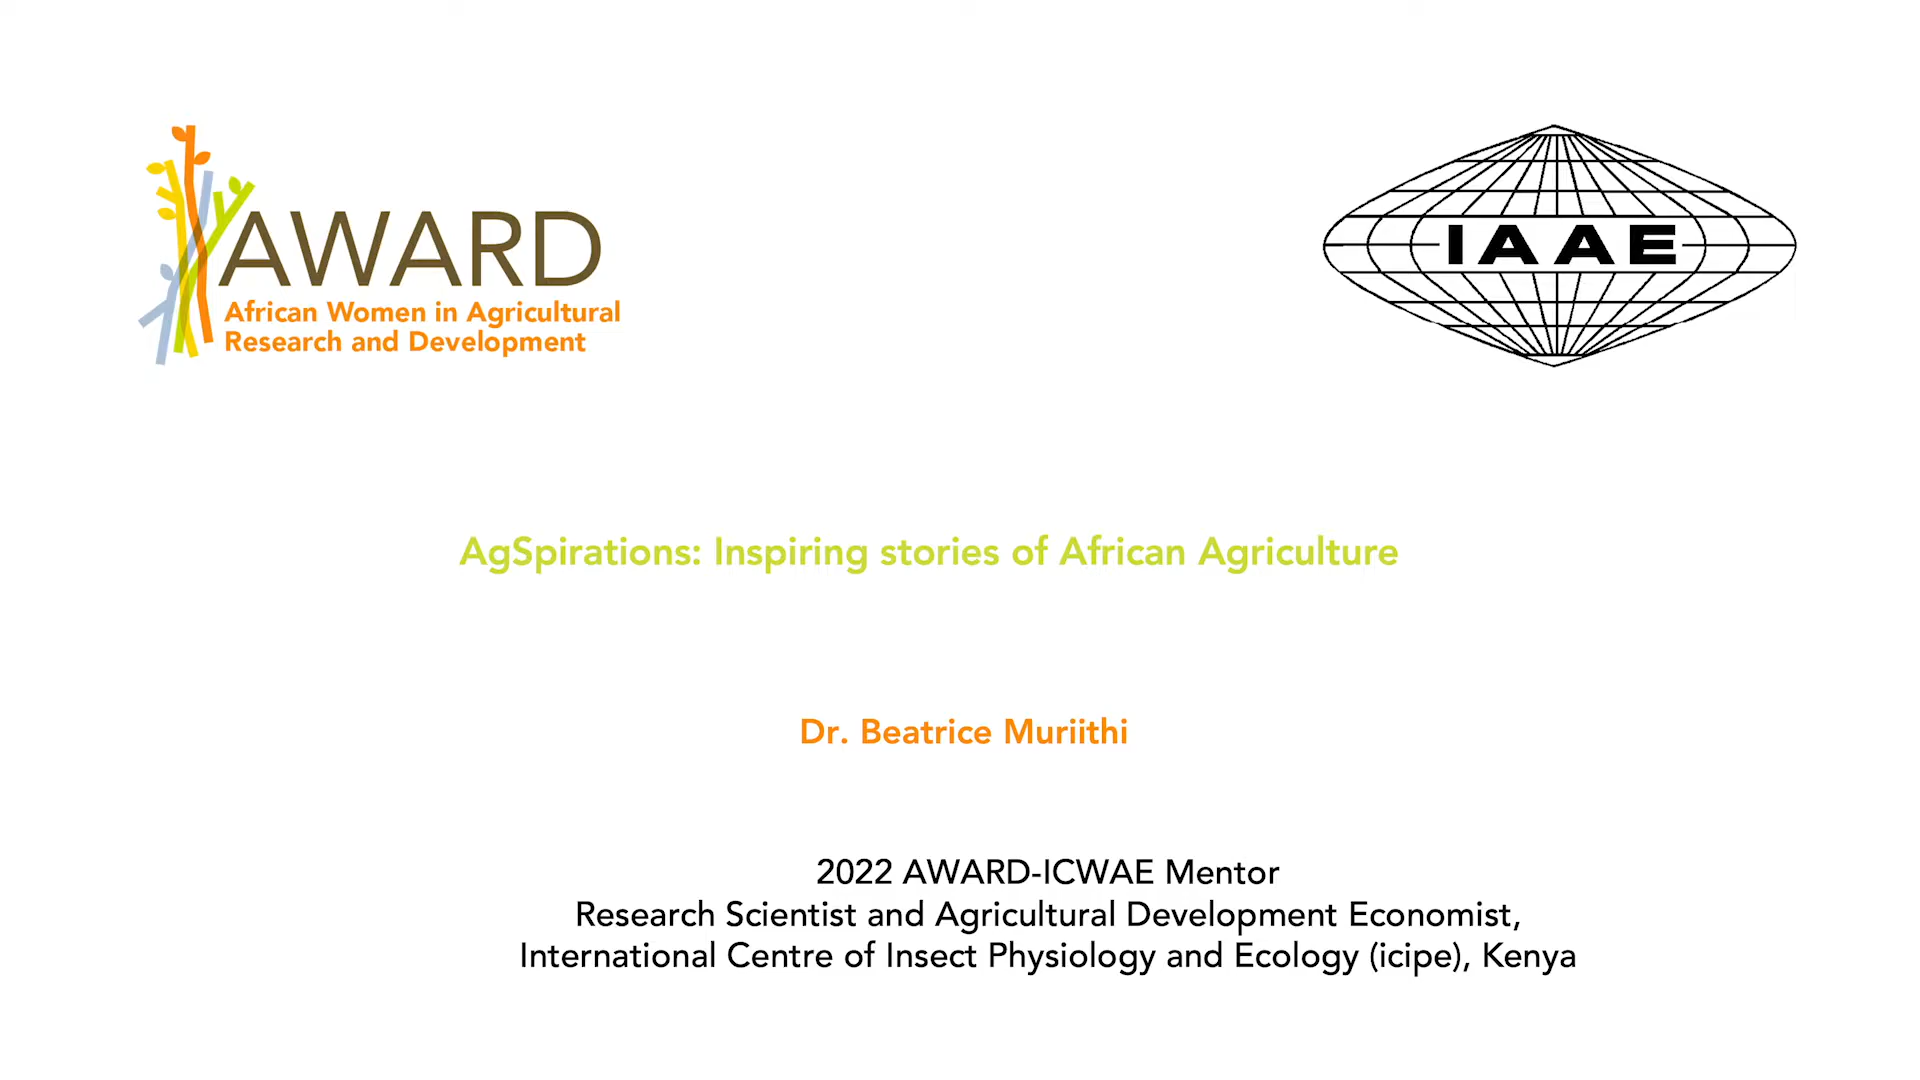 AWARD
African Women in Agricultural
Research and Development
IAAE
AgSpirations: Inspiring stories of African Agriculture
Dr. Beatrice Muriithi
2022 AWARD-ICWAE Mentor
Research Scientist and Agricultural Development Economist,
International Centre of Insect Physiology and Ecology (icipe), Kenya